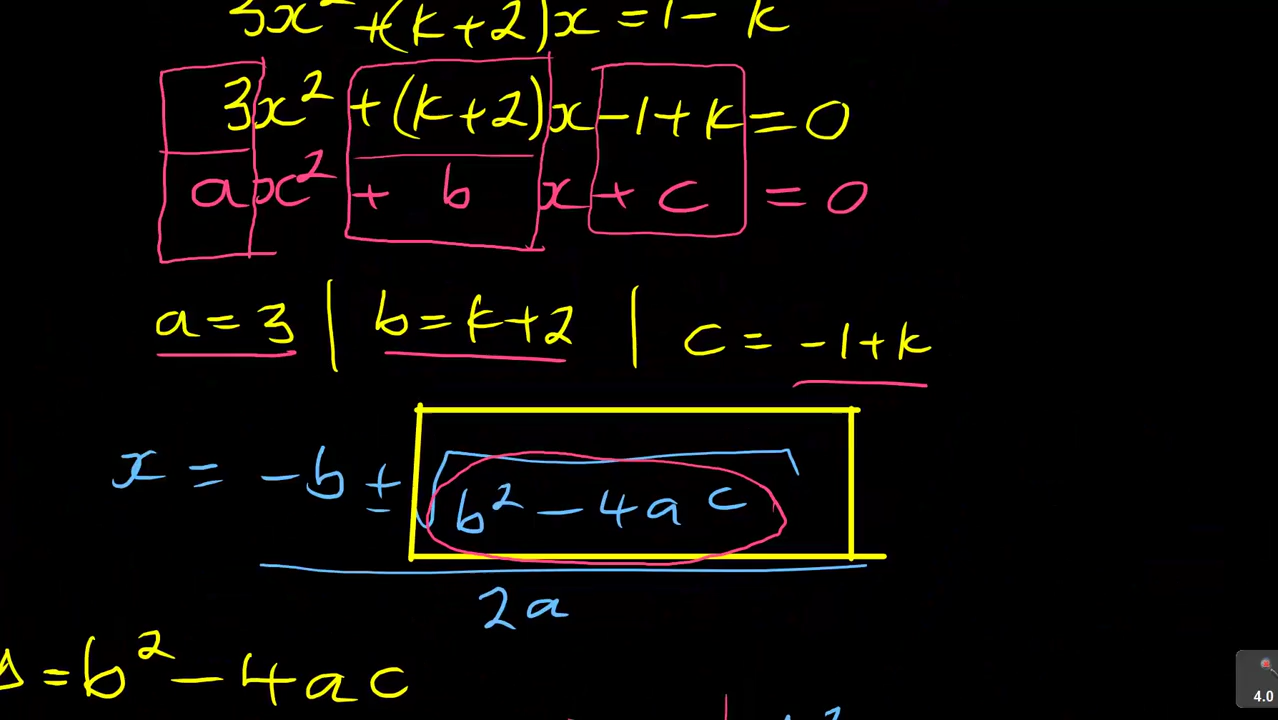 3x² + (k+2)x = 1 - k
3x² + (k+2)x - 1 + k = 0
ax² + bx + c = 0
a = 3 | b = k+2 | c = -1+k
x = -b ± √b² - 4ac
2a
Δ = b² - 4ac
4.0